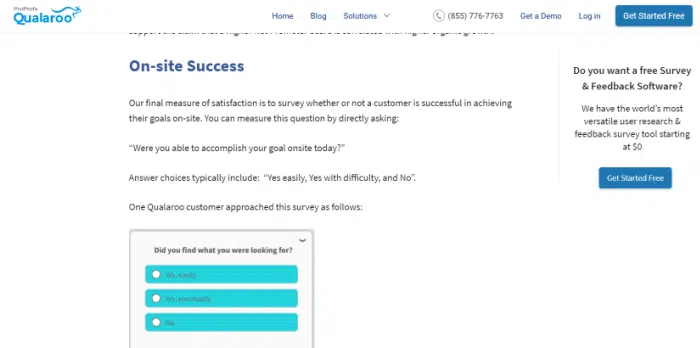 ProProfs
Qualaroo
Home
Blog
Solutions
(855) 776-7763
Get a Demo
Log in
Get Started Free
On-site Success
Our final measure of satisfaction is to survey whether or not a customer is successful in achieving
their goals on-site. You can measure this question by directly asking:
“Were you able to accomplish your goal onsite today?”
Answer choices typically include:  “Yes easily, Yes with difficulty, and No”.
One Qualaroo customer approached this survey as follows:
Did you find what you were looking for?
Yes, easily
Yes, eventually
No
Do you want a free Survey
& Feedback Software?
We have the world's most
versatile user research &
feedback survey tool starting
at $0
Get Started Free